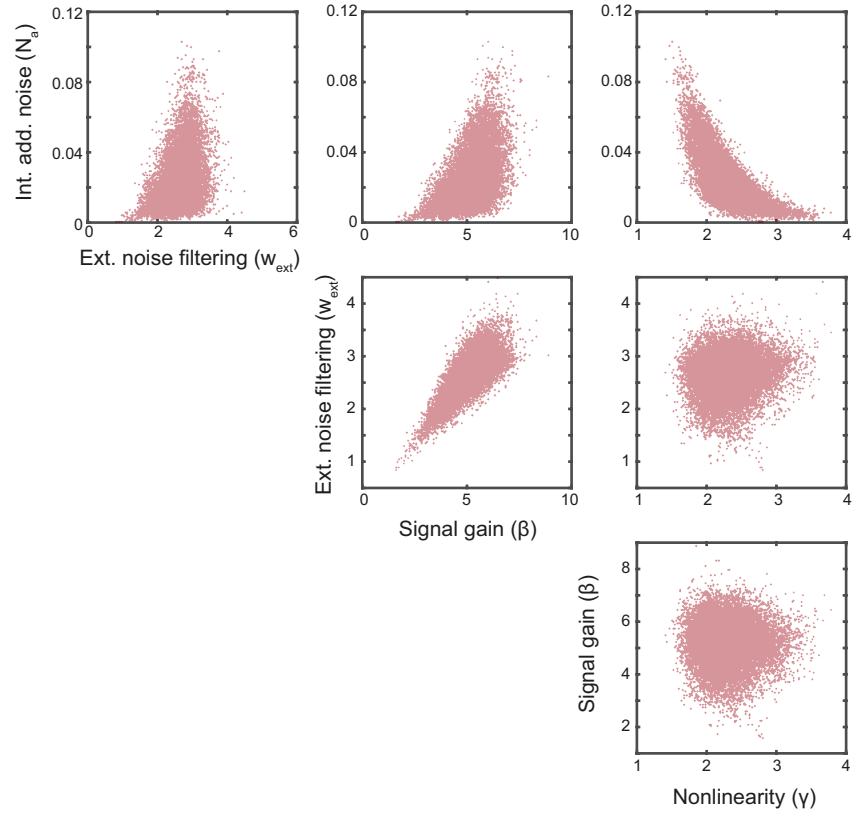 Int. add. noise (Nₐ)
0.12
0.08
0.04
0
0 2 4 6
Ext. noise filtering (w_ext)
0.12
0.08
0.04
0
0 5 10
0.12
0.08
0.04
0
1 2 3 4
Ext. noise filtering (w_ext)
4
3
2
1
0 5 10
Signal gain (β)
4
3
2
1
1 2 3 4
Signal gain (β)
8
6
4
2
1 2 3 4
Nonlinearity (γ)